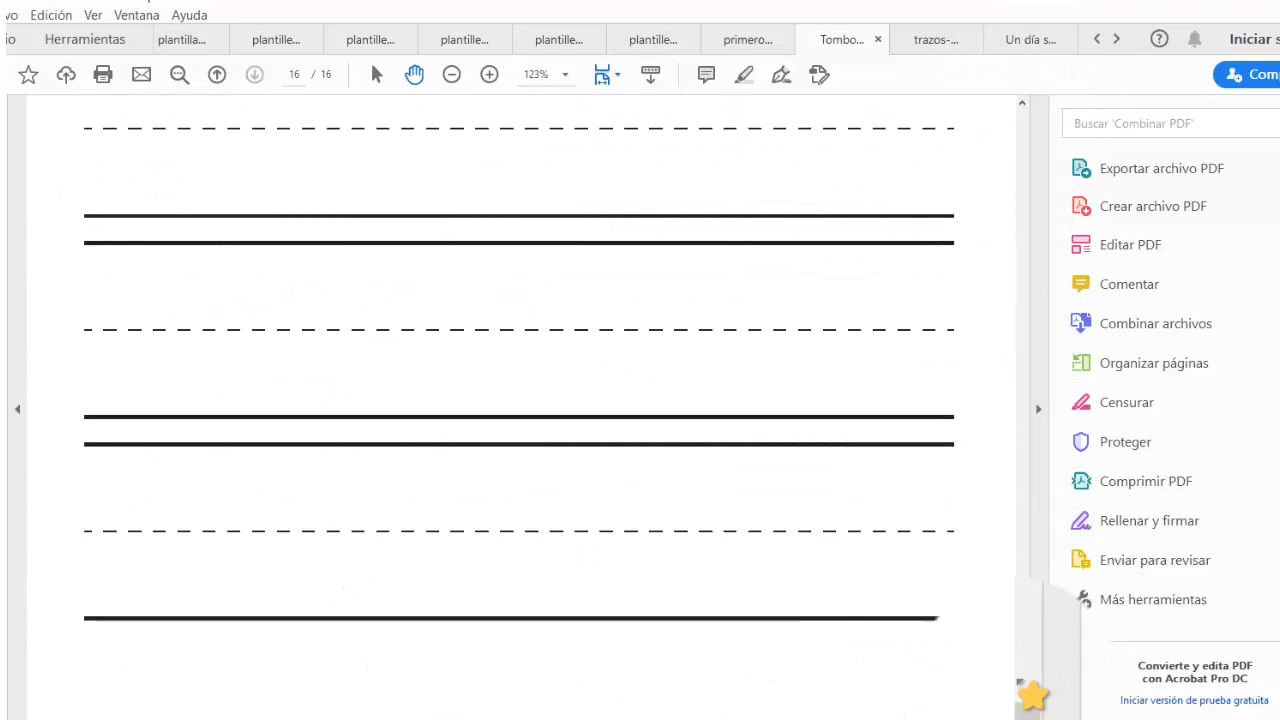 vo Edición Ver Ventana Ayuda
io Herramientas plantilla... plantille... plantille... plantille... plantille... plantille... primero... Tombo... × trazos-... Un día s... Iniciar s
16 / 16 123% Comp
Buscar 'Combinar PDF'
Exportar archivo PDF
Crear archivo PDF
Editar PDF
Comentar
Combinar archivos
Organizar páginas
Censurar
Proteger
Comprimir PDF
Rellenar y firmar
Enviar para revisar
Más herramientas
Convierte y edita PDF
con Acrobat Pro DC
Iniciar versión de prueba gratuita